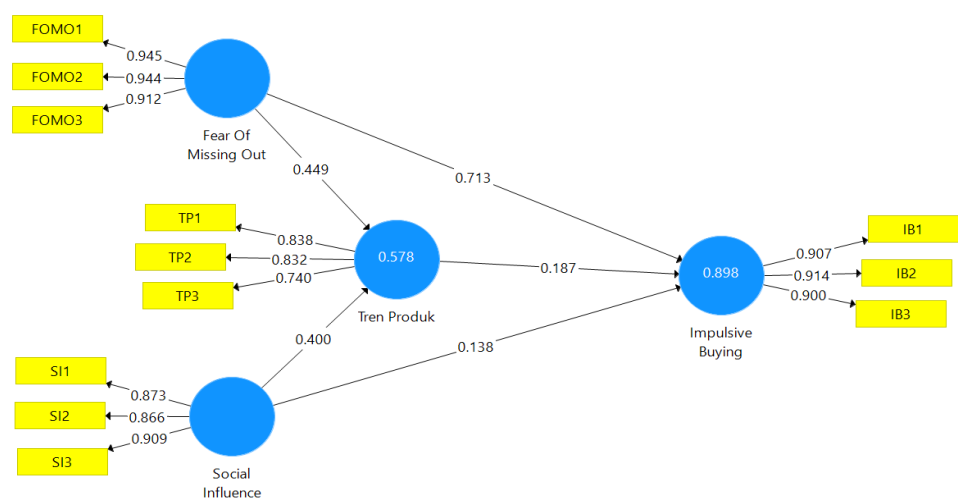 FOMO1
0.945
FOMO2
0.944
FOMO3
0.912
Fear Of
Missing Out
0.449
0.713
TP1
0.838
TP2
0.832
TP3
0.740
0.578
Tren Produk
0.187
0.400
0.138
IB1
0.907
IB2
0.914
IB3
0.900
0.898
Impulsive
Buying
SI1
0.873
SI2
0.866
SI3
0.909
Social
Influence